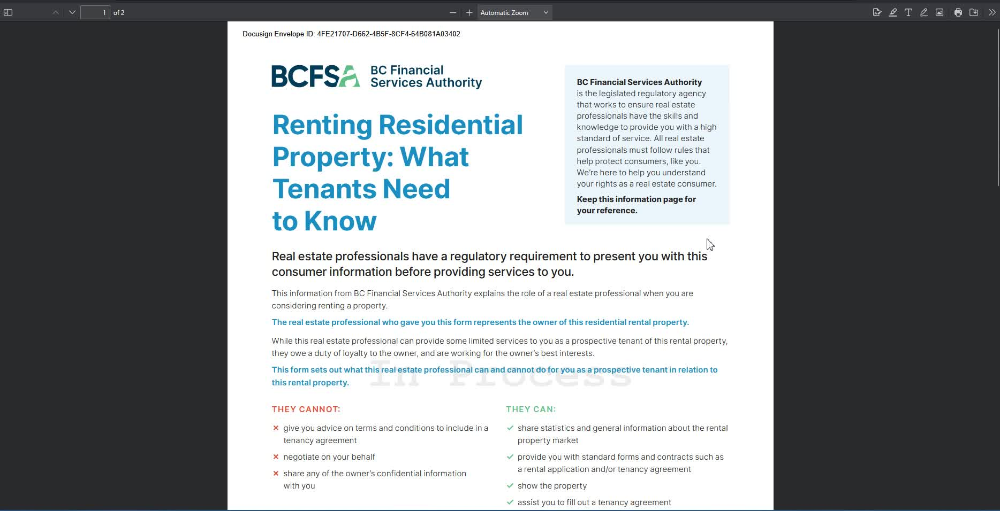 1 of 2
Automatic Zoom
Docusign Envelope ID: 4FE21707-D662-4B5F-8CF4-64B081A03402
BCFSA
BC Financial
Services Authority
Renting Residential
Property: What
Tenants Need
to Know
BC Financial Services Authority
is the legislated regulatory agency
that works to ensure real estate
professionals have the skills and
knowledge to provide you with a high
standard of service. All real estate
professionals must follow rules that
help protect consumers, like you.
We're here to help you understand
your rights as a real estate consumer.
Keep this information page for
your reference.
Real estate professionals have a regulatory requirement to present you with this
consumer information before providing services to you.
This information from BC Financial Services Authority explains the role of a real estate professional when you are
considering renting a property.
The real estate professional who gave you this form represents the owner of this residential rental property.
While this real estate professional can provide some limited services to you as a prospective tenant of this rental property,
they owe a duty of loyalty to the owner, and are working for the owner's best interests.
This form sets out what this real estate professional can and cannot do for you as a prospective tenant in relation to
this rental property.
In Process
THEY CANNOT:
give you advice on terms and conditions to include in a
tenancy agreement
negotiate on your behalf
share any of the owner's confidential information
with you
THEY CAN:
share statistics and general information about the rental
property market
provide you with standard forms and contracts such as
a rental application and/or tenancy agreement
show the property
assist you to fill out a tenancy agreement